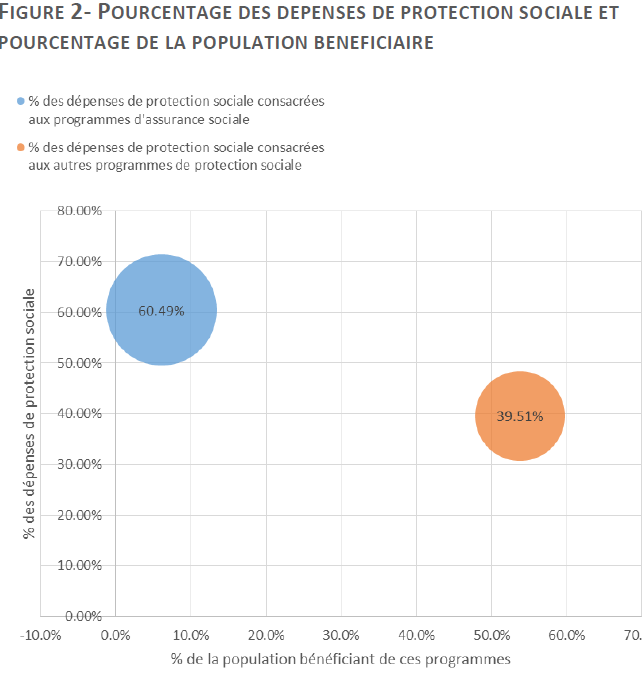 FIGURE 2- POURCENTAGE DES DEPENSES DE PROTECTION SOCIALE ET
POURCENTAGE DE LA POPULATION BENEFICIAIRE
% des dépenses de protection sociale consacrées
aux programmes d'assurance sociale
% des dépenses de protection sociale consacrées
aux autres programmes de protection sociale
% des dépenses de protection sociale
80.00%
70.00%
60.00%
50.00%
40.00%
30.00%
20.00%
10.00%
0.00%
60.49%
39.51%
-10.0% 0.0% 10.0% 20.0% 30.0% 40.0% 50.0% 60.0% 70.
% de la population bénéficiant de ces programmes